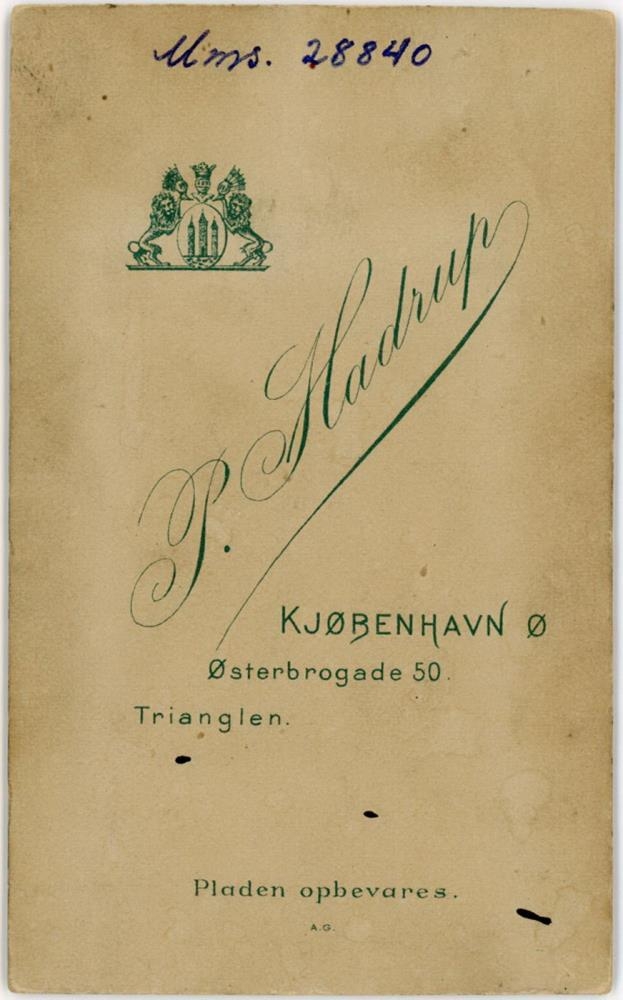 Mms. 28840
P. Hadrup
KJØBENHAVN Ø
Østerbrogade 50.
Trianglen.
Pladen opbevares.
A.G.